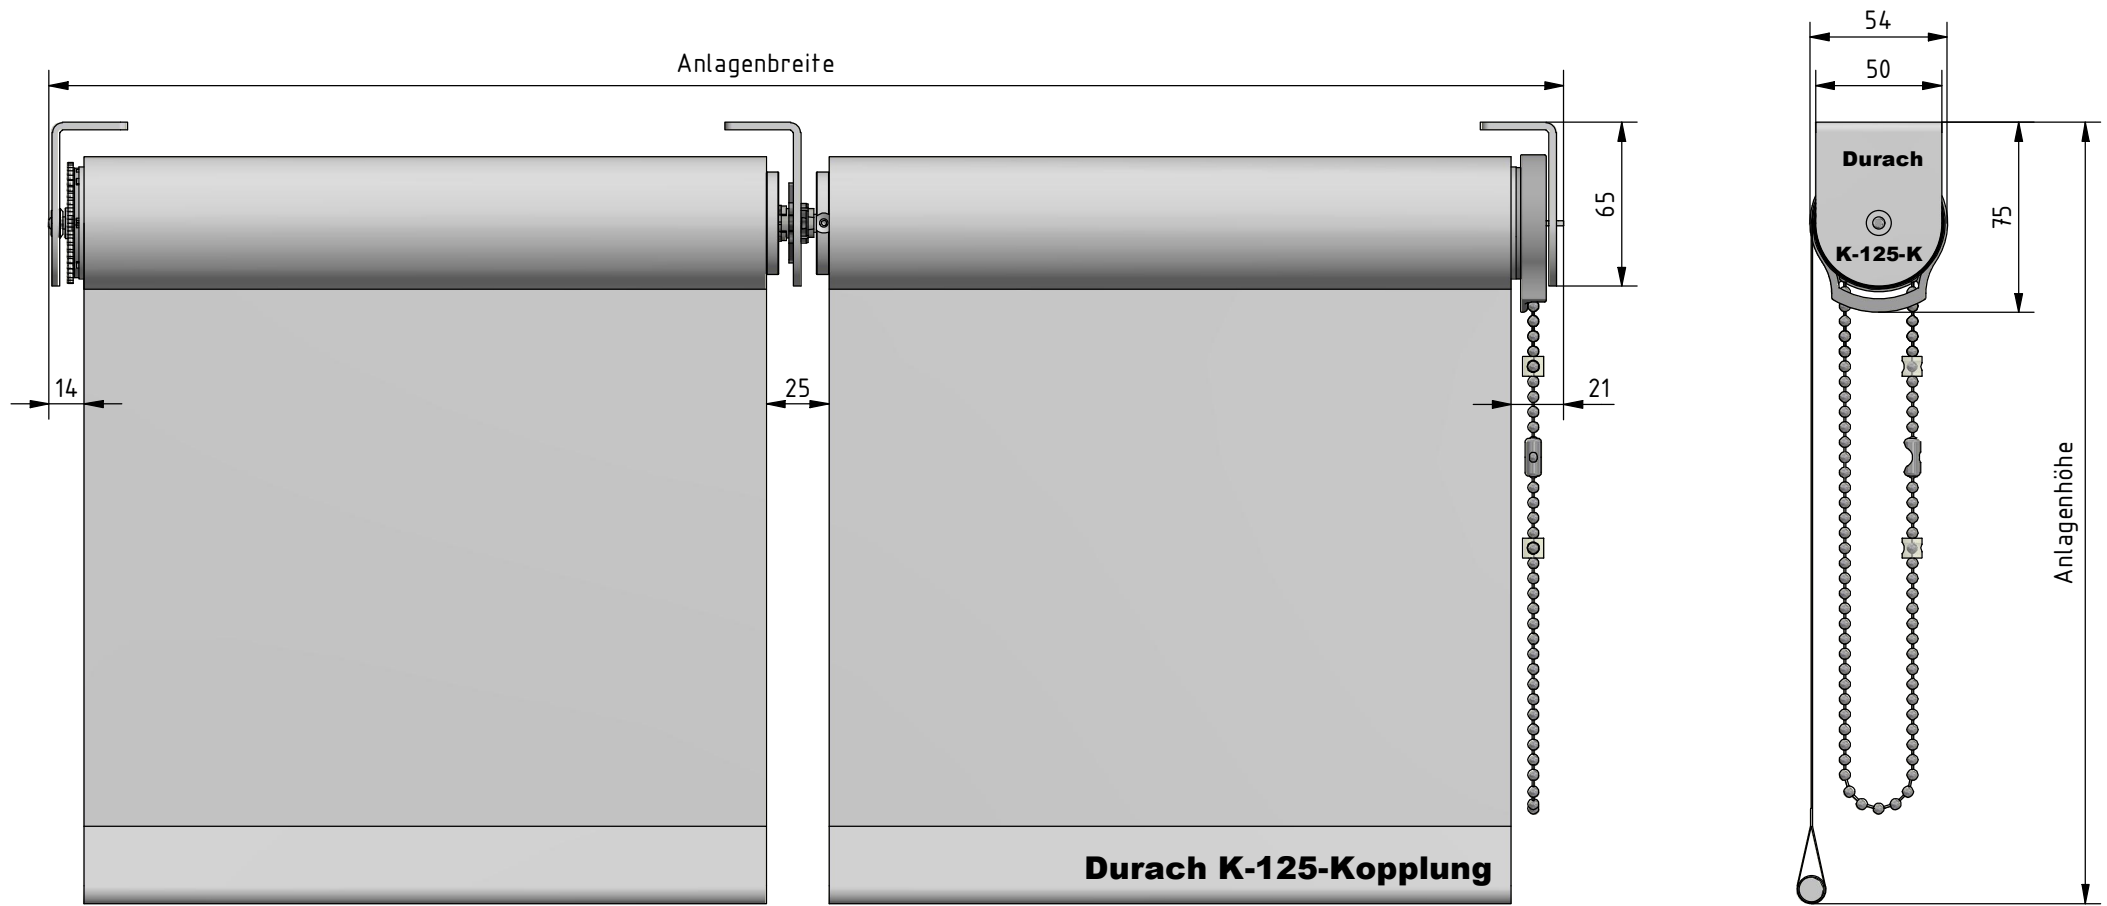 Anlagenbreite
54
50
65
75
Durach
K-125-K
14
25
21
Anlagenhöhe
Durach K-125-Kopplung